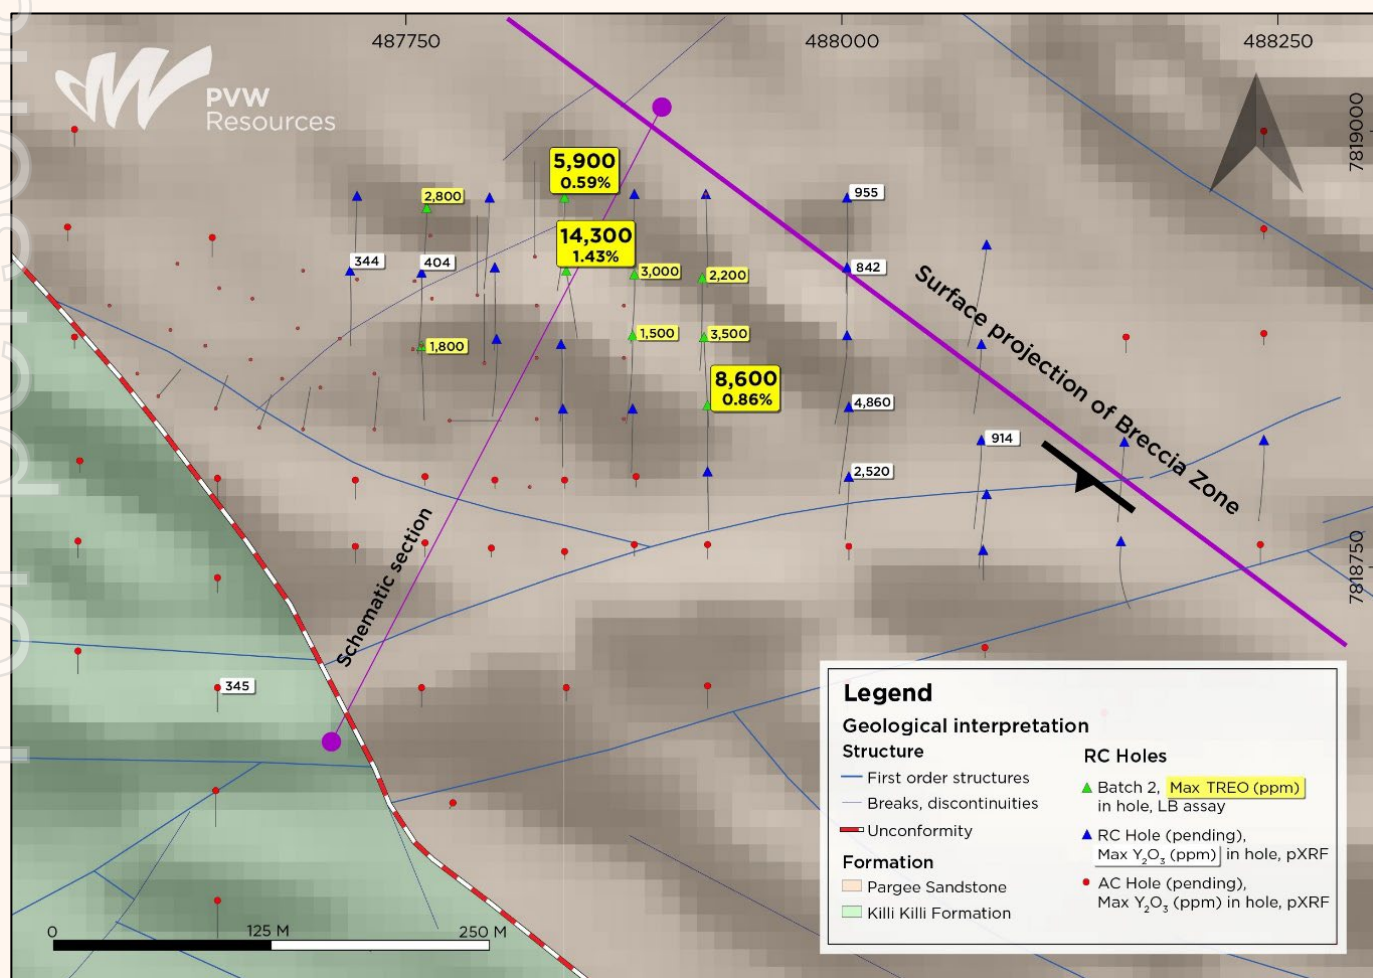 487750
488000
488250
PVW
Resources
7819000
5,900
0.59%
955
2,800
14,300
1.43%
344
404
3,000
2,200
842
Surface projection of Breccia Zone
1,800
1,500
3,500
8,600
0.86%
4,860
914
2,520
Schematic section
7818750
345
Legend
Geological interpretation
Structure
First order structures
Breaks, discontinuities
Unconformity
Formation
Pargee Sandstone
Killi Killi Formation
RC Holes
Batch 2, Max TREO (ppm)
in hole, LB assay
RC Hole (pending),
Max Y₂O₃ (ppm) in hole, pXRF
AC Hole (pending),
Max Y₂O₃ (ppm) in hole, pXRF
0 125 M 250 M